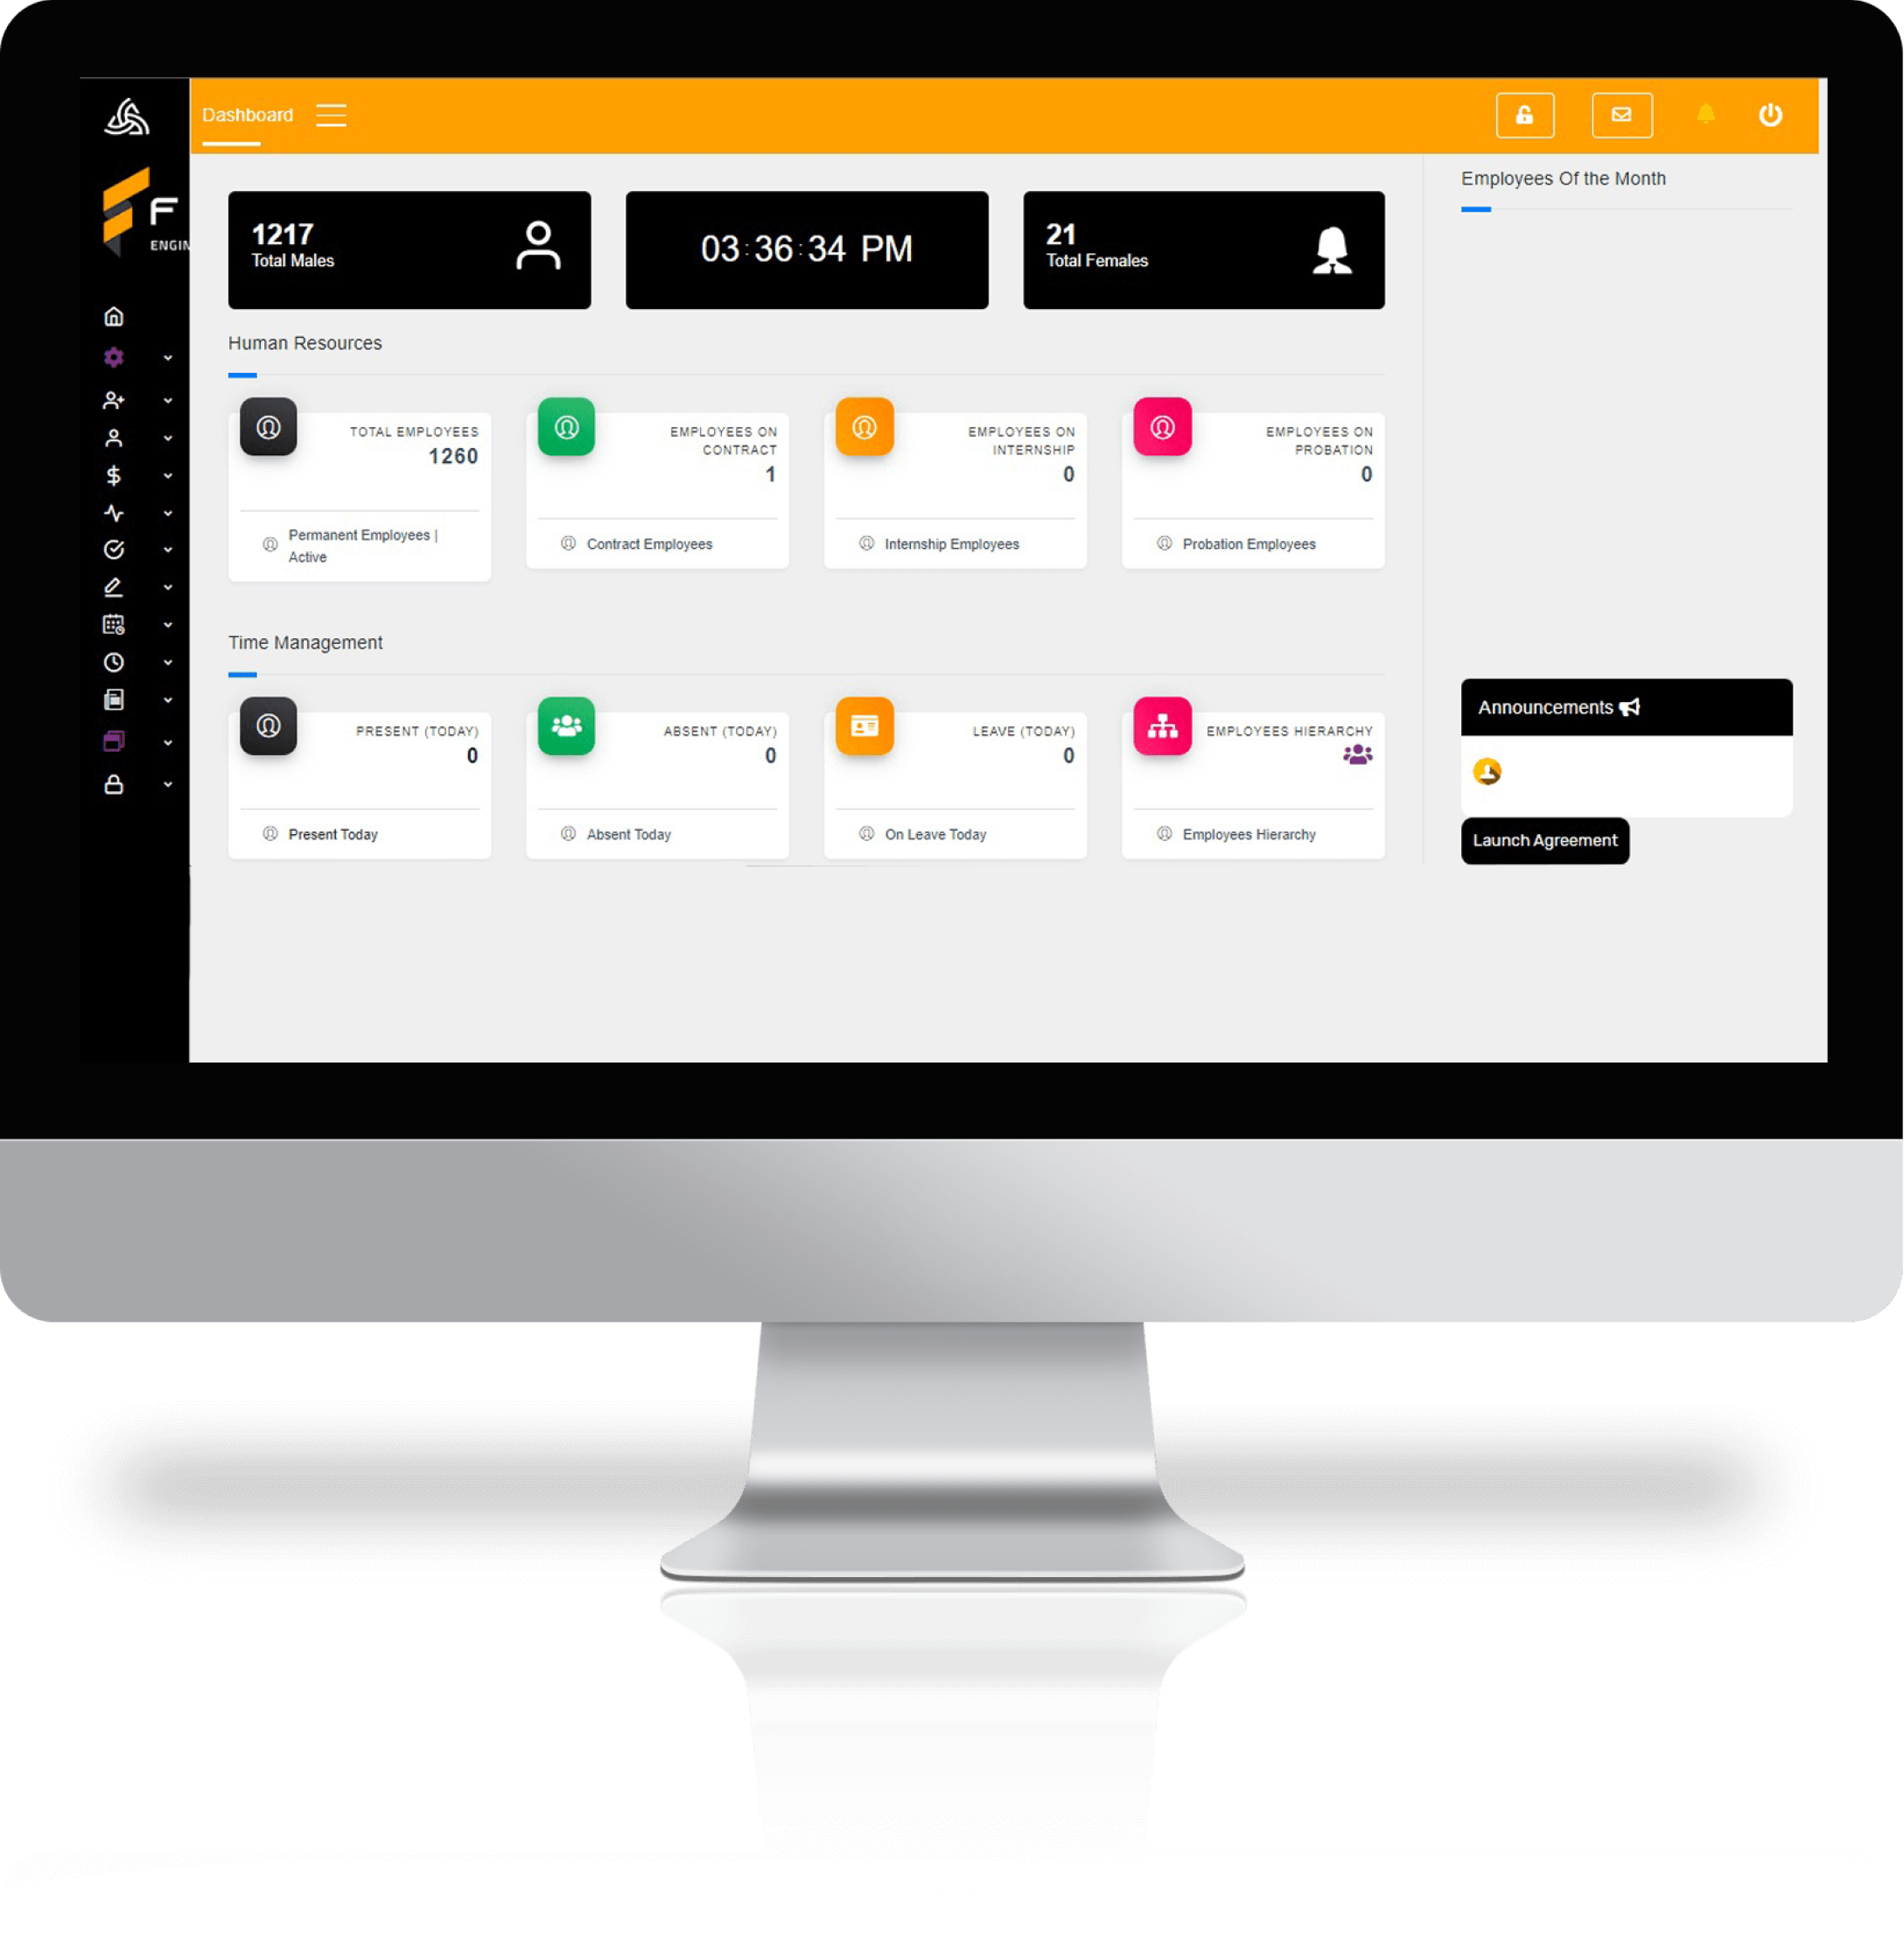 Dashboard
F
ENGIN
1217
Total Males
03:36:34 PM
21
Total Females
Employees Of the Month
Human Resources
TOTAL EMPLOYEES
1260
Permanent Employees |
Active
EMPLOYEES ON
CONTRACT
1
Contract Employees
EMPLOYEES ON
INTERNSHIP
0
Internship Employees
EMPLOYEES ON
PROBATION
0
Probation Employees
Time Management
PRESENT (TODAY)
0
Present Today
ABSENT (TODAY)
0
Absent Today
LEAVE (TODAY)
0
On Leave Today
EMPLOYEES HIERARCHY
Employees Hierarchy
Announcements
Launch Agreement